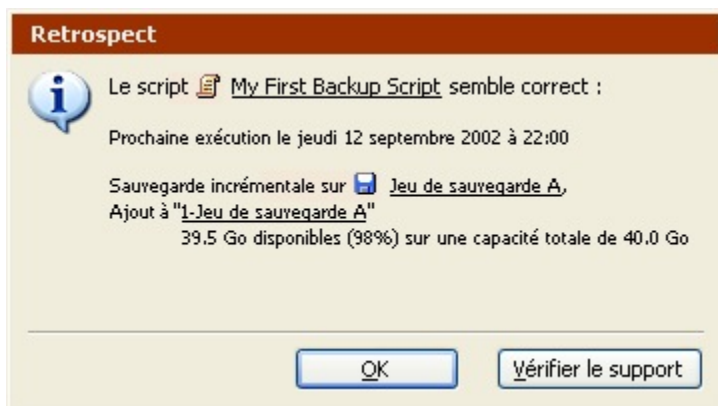 Retrospect
Le script My First Backup Script semble correct :
Prochaine exécution le jeudi 12 septembre 2002 à 22:00
Sauvegarde incrémentale sur Jeu de sauvegarde A,
Ajout à "1-Jeu de sauvegarde A"
39.5 Go disponibles (98%) sur une capacité totale de 40.0 Go
OK
Vérifier le support